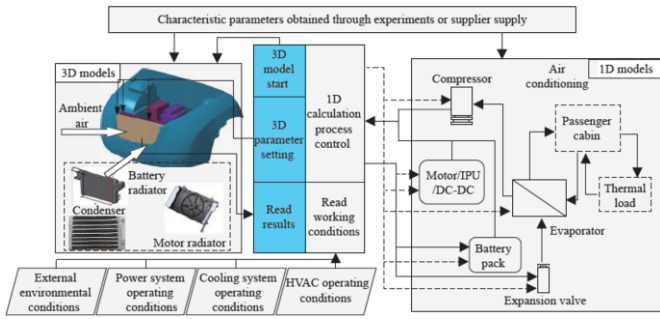 Characteristic parameters obtained through experiments or supplier supply
3D models
Ambient
air
Battery
radiator
Condenser
Motor radiator
3D
model
start
3D
parameter
setting
Read
results
1D
calculation
process
control
Read
working
conditions
Air
conditioning
1D models
Compressor
Passenger
cabin
Motor/IPU
/DC-DC
Thermal
load
Evaporator
Battery
pack
Expansion valve
External
environmental
conditions
Power system
operating
conditions
Cooling system
operating
conditions
HVAC operating
conditions